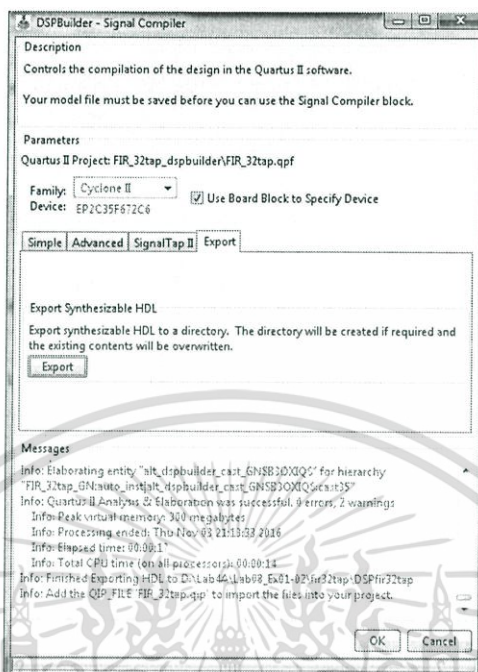 DSPBuilder - Signal Compiler
Description
Controls the compilation of the design in the Quartus II software.
Your model file must be saved before you can use the Signal Compiler block.
Parameters
Quartus II Project: FIR_32tap_dspbuilder\FIR_32tap.qpf
Family: Cyclone II
Use Board Block to Specify Device
Device: EP2C35F672C6
Simple Advanced SignalTap II Export
Export Synthesizable HDL
Export synthesizable HDL to a directory. The directory will be created if required and
the existing contents will be overwritten.
Export
Messages
Info: Elaborating entity "alt_dspbuilder_cast_GNSB3OXIQS" for hierarchy
"FIR_32tap_GN:auto_inst|alt_dspbuilder_cast_GNSB3OXIQS:cast35"
Info: Quartus II Analysis & Elaboration was successful. 0 errors, 2 warnings
Info: Peak virtual memory: 300 megabytes
Info: Processing ended: Thu Nov 03 21:13:33 2016
Info: Elapsed time:
Info: Total CPU time (on all processors): 00:00:14
Info: Finished Exporting HDL to D:\Lab4A\Lab08_Ex01-02\fir32tap\DSPfir32tap
Info: Add the QIP_FILE 'FIR_32tap.qip' to import the files into your project.
OK Cancel